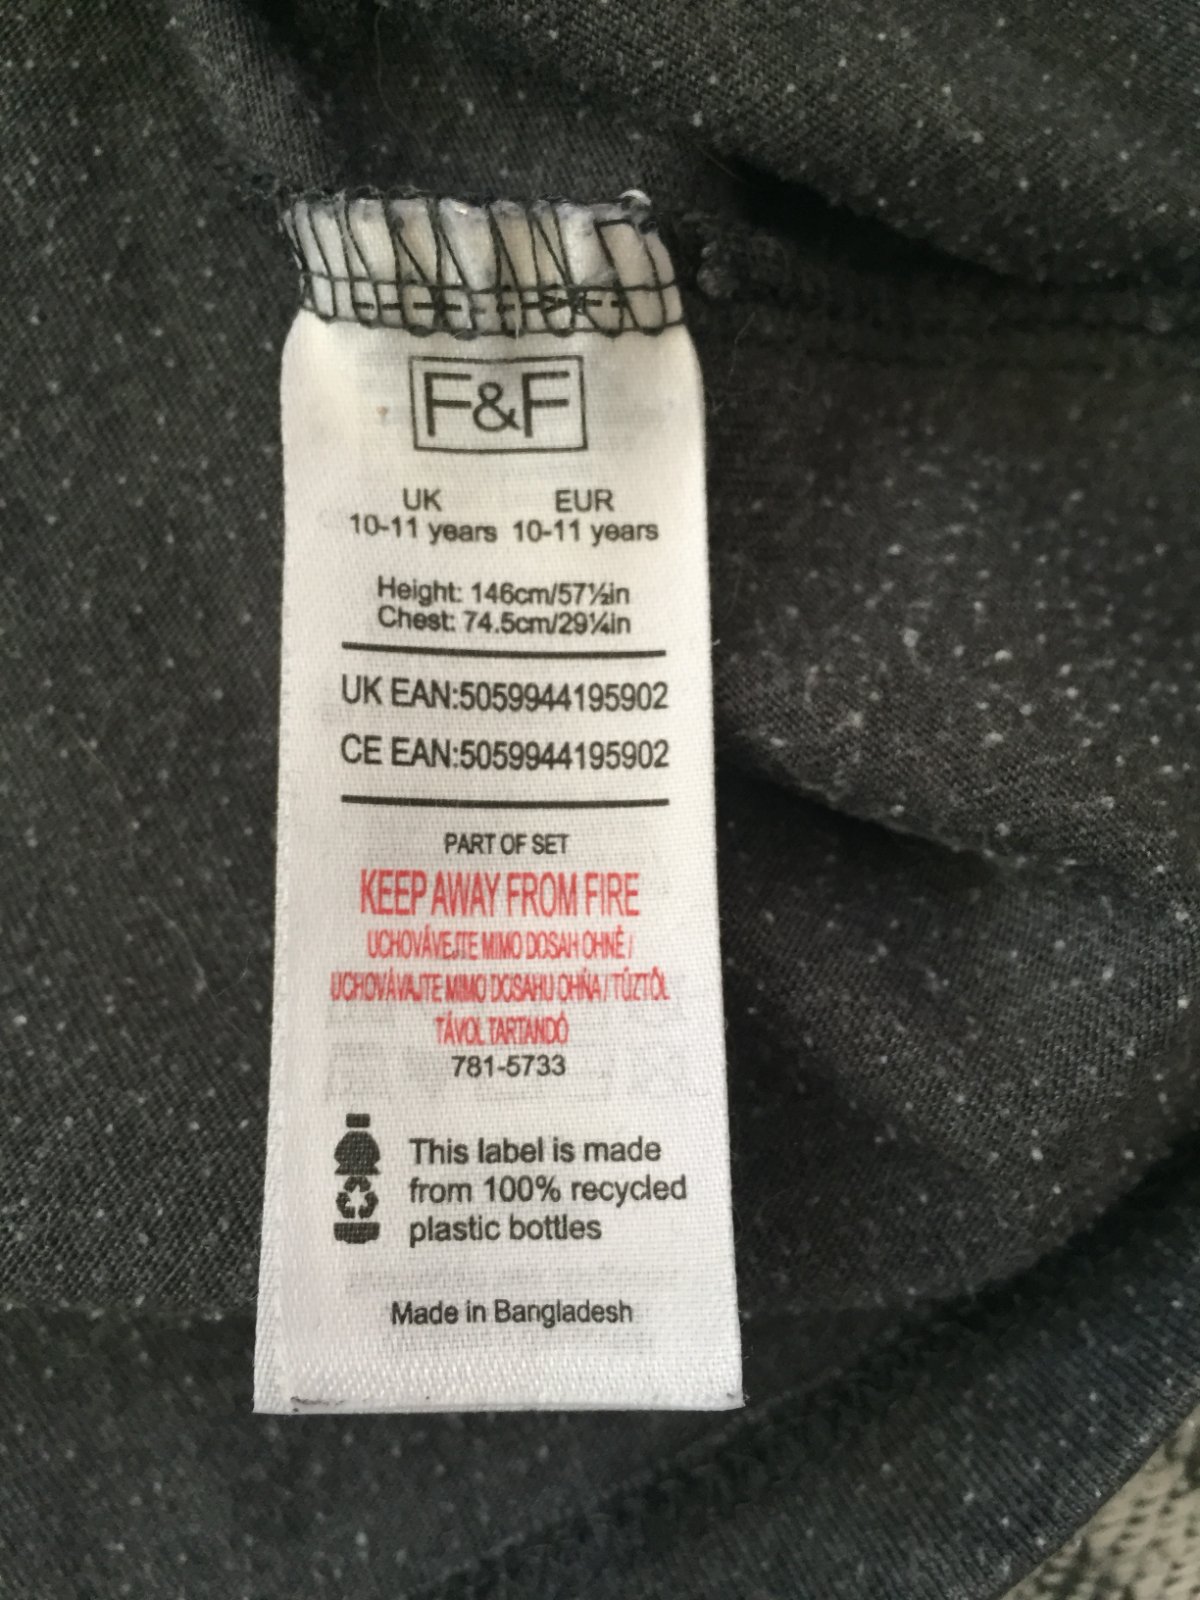 F&F
UK EUR
10-11 years 10-11 years
Height: 146cm/57½in
Chest: 74.5cm/29¼in
UK EAN:5059944195902
CE EAN:5059944195902
PART OF SET
KEEP AWAY FROM FIRE
UCHOVÁVEJTE MIMO DOSAH OHNĚ /
UCHOVÁVAJTE MIMO DOSAHU OHŇA / TŰZTŐL
TÁVOL TARTANDÓ
781-5733
This label is made
from 100% recycled
plastic bottles
Made in Bangladesh